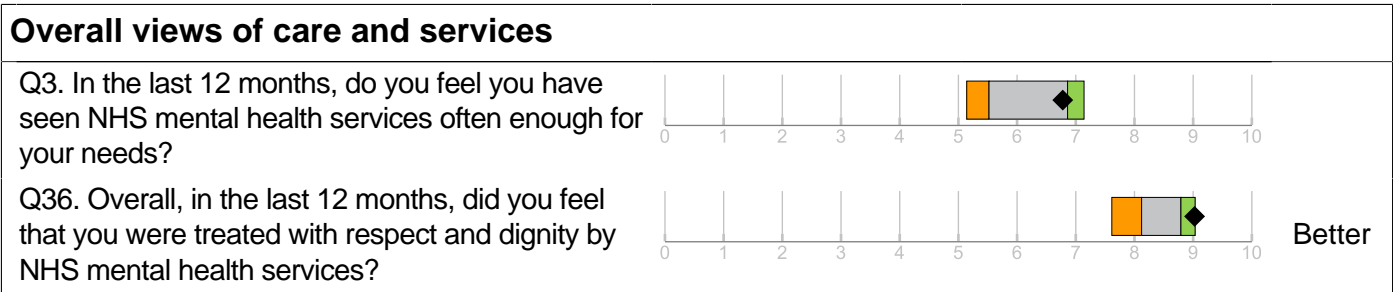 Overall views of care and services
Q3. In the last 12 months, do you feel you have
seen NHS mental health services often enough for
your needs?
0 1 2 3 4 5 6 7 8 9 10
Q36. Overall, in the last 12 months, did you feel
that you were treated with respect and dignity by
NHS mental health services?
0 1 2 3 4 5 6 7 8 9 10
Better